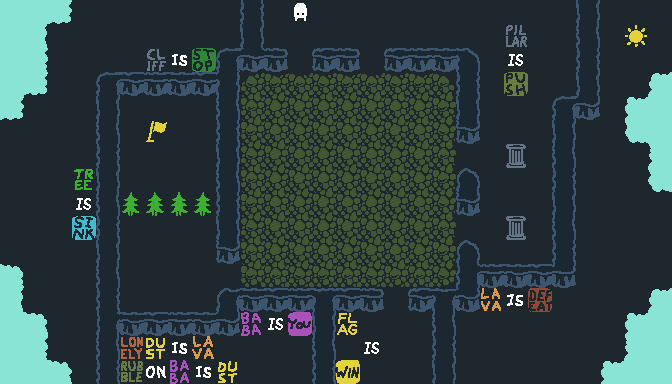 PILLAR
IS
PUSH
CLIFF IS STOP
TREE
IS
SINK
LAVA IS DEFEAT
BABA IS YOU
FLAG
IS
WIN
LONELY DUST IS LAVA
RUBBLE ON BABA IS DUST